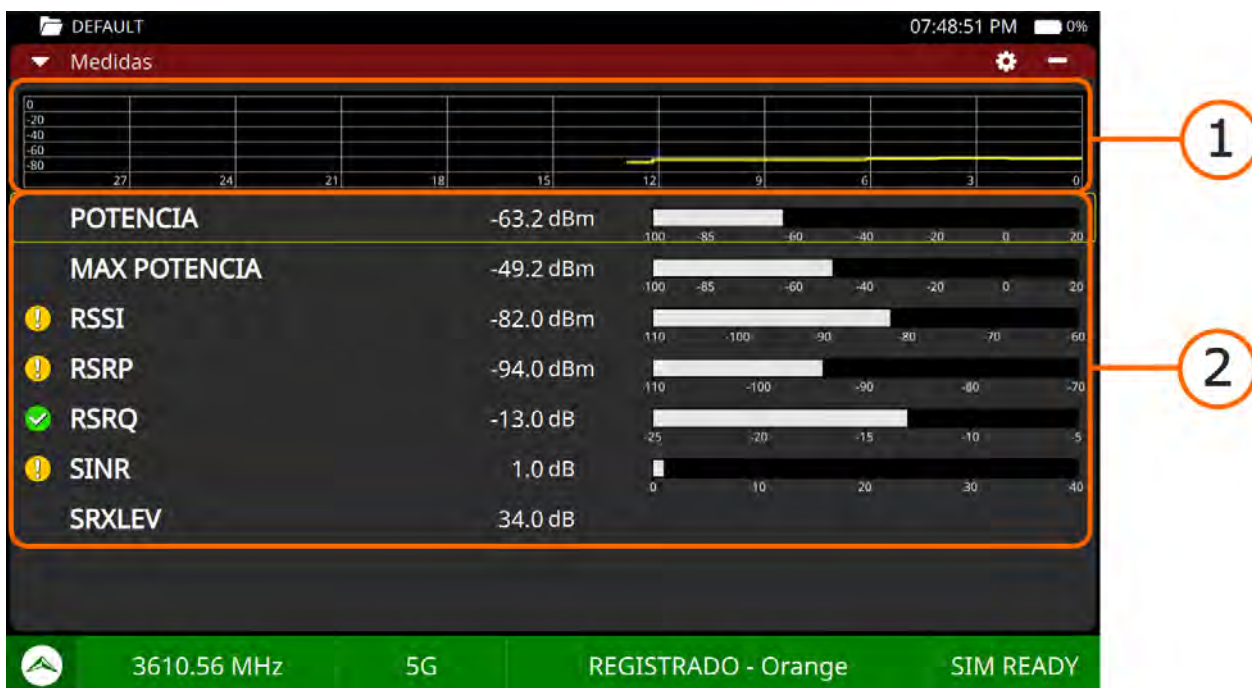 DEFAULT 07:48:51 PM 0%
Medidas
0
-20
-40
-60
-80
27 24 21 18 15 12 9 6 3 0
1
POTENCIA -63.2 dBm
100 -85 -60 -40 -20 0 20
MAX POTENCIA -49.2 dBm
100 -85 -60 -40 -20 0 20
RSSI -82.0 dBm
110 -100 -90 -80 -70 60
RSRP -94.0 dBm
110 -100 -90 -80 -70
2
RSRQ -13.0 dB
-25 -20 -15 -10 -5
SINR 1.0 dB
0 10 20 30 40
SRXLEV 34.0 dB
3610.56 MHz 5G REGISTRADO - Orange SIM READY